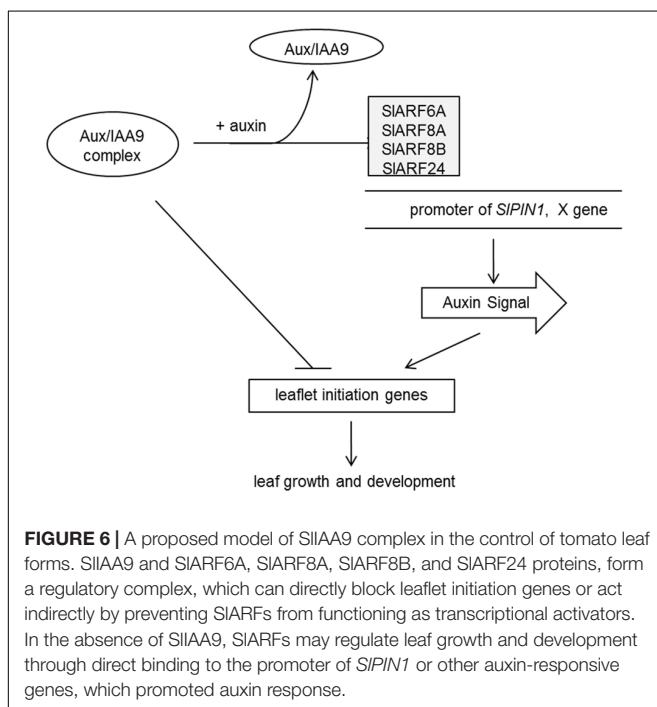 Aux/IAA9
+ auxin
Aux/IAA9
complex
SlARF6A
SlARF8A
SlARF8B
SlARF24
promoter of SlPIN1, X gene
Auxin Signal
leaflet initiation genes
leaf growth and development
FIGURE 6 | A proposed model of SlIAA9 complex in the control of tomato leaf
forms. SlIAA9 and SlARF6A, SlARF8A, SlARF8B, and SlARF24 proteins, form
a regulatory complex, which can directly block leaflet initiation genes or act
indirectly by preventing SlARFs from functioning as transcriptional activators.
In the absence of SlIAA9, SlARFs may regulate leaf growth and development
through direct binding to the promoter of SlPIN1 or other auxin-responsive
genes, which promoted auxin response.